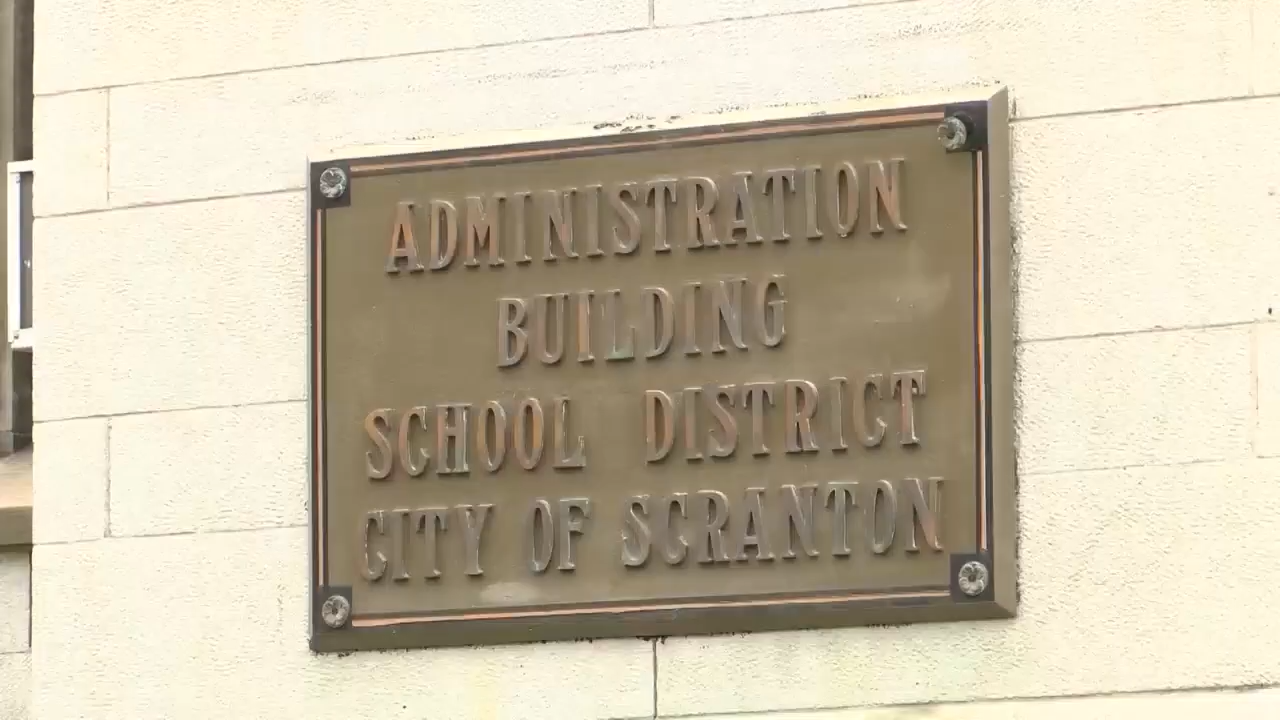 ADMINISTRATION
BUILDING
SCHOOL DISTRICT
CITY OF SCRANTON